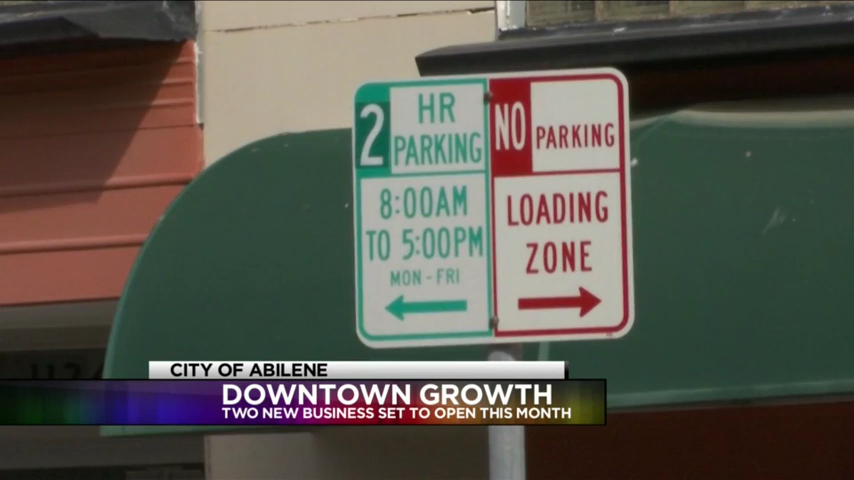 2 HR PARKING
8:00AM
TO 5:00PM
MON - FRI
NO PARKING
LOADING
ZONE
CITY OF ABILENE
DOWNTOWN GROWTH
TWO NEW BUSINESS SET TO OPEN THIS MONTH